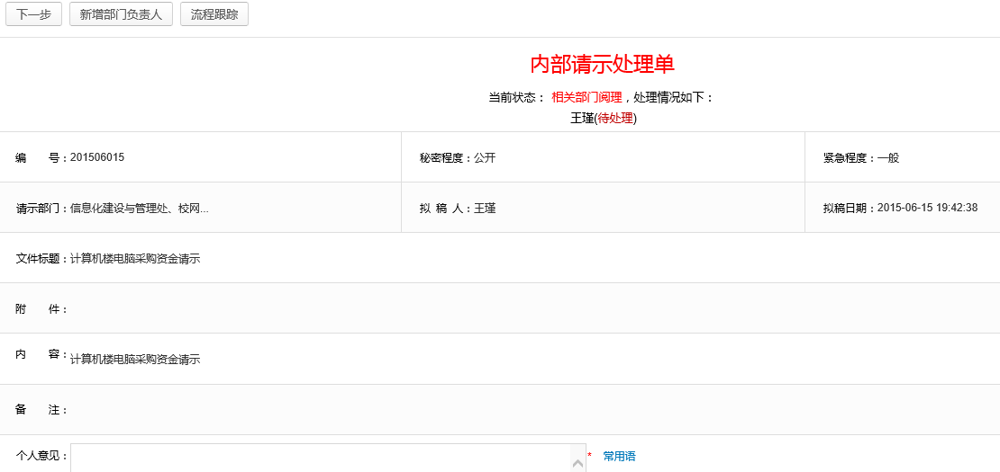 下一步 新增部门负责人 流程跟踪
内部请示处理单
当前状态： 相关部门阅理，处理情况如下：
王瑾(待处理)
编 号：201506015 秘密程度：公开 紧急程度：一般
请示部门：信息化建设与管理处、校网... 拟 稿 人：王瑾 拟稿日期：2015-06-15 19:42:38
文件标题：计算机楼电脑采购资金请示
附 件：
内 容：计算机楼电脑采购资金请示
备 注：
个人意见： * 常用语